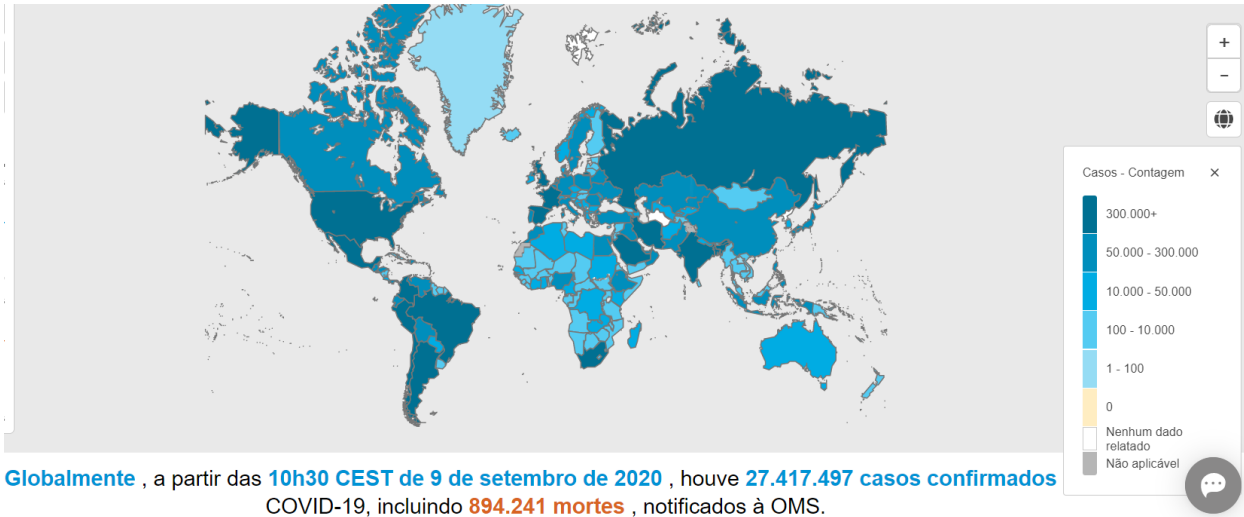 +
−
Casos - Contagem ×
300.000+
50.000 - 300.000
10.000 - 50.000
100 - 10.000
1 - 100
0
Nenhum dado
relatado
Não aplicável
Globalmente , a partir das 10h30 CEST de 9 de setembro de 2020 , houve 27.417.497 casos confirmados
COVID-19, incluindo 894.241 mortes , notificados à OMS.